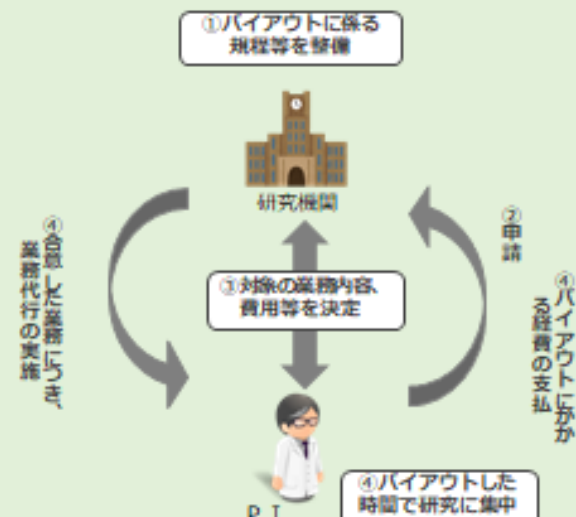 ①バイアウトに係る
規程等を整備
研究機関
②申請
④合意した業務につき、
業務代行の実施
③対象の業務内容、
費用等を決定
④バイアウトにかか
る経費の支払
ＰＩ
④バイアウトした
時間で研究に集中